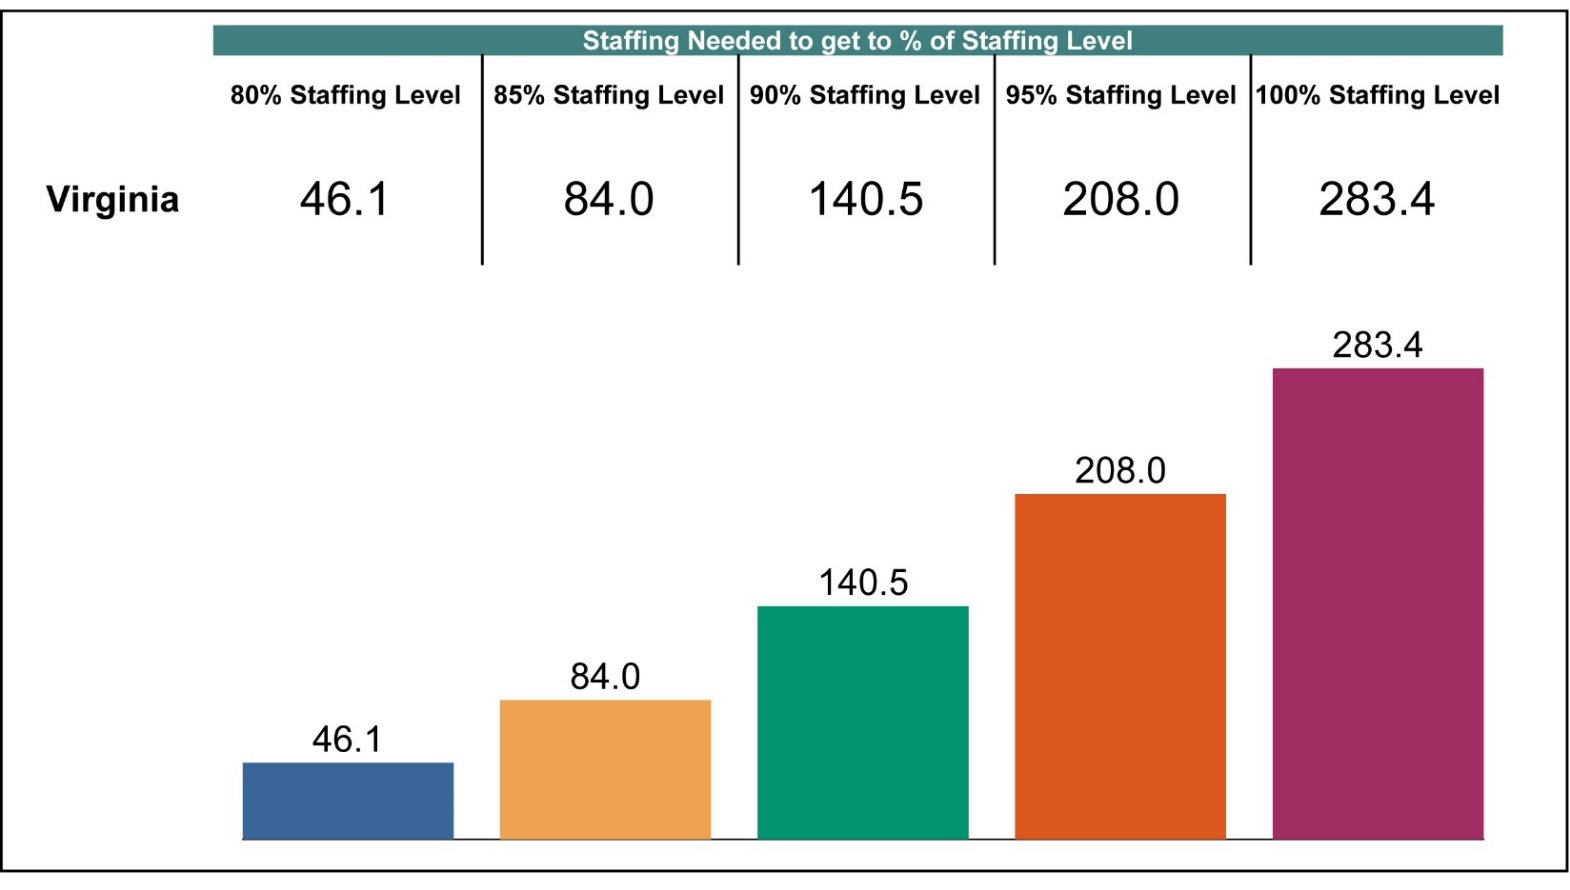 Staffing Needed to get to % of Staffing Level
80% Staffing Level 85% Staffing Level 90% Staffing Level 95% Staffing Level 100% Staffing Level
Virginia 46.1 84.0 140.5 208.0 283.4
283.4
208.0
140.5
84.0
46.1